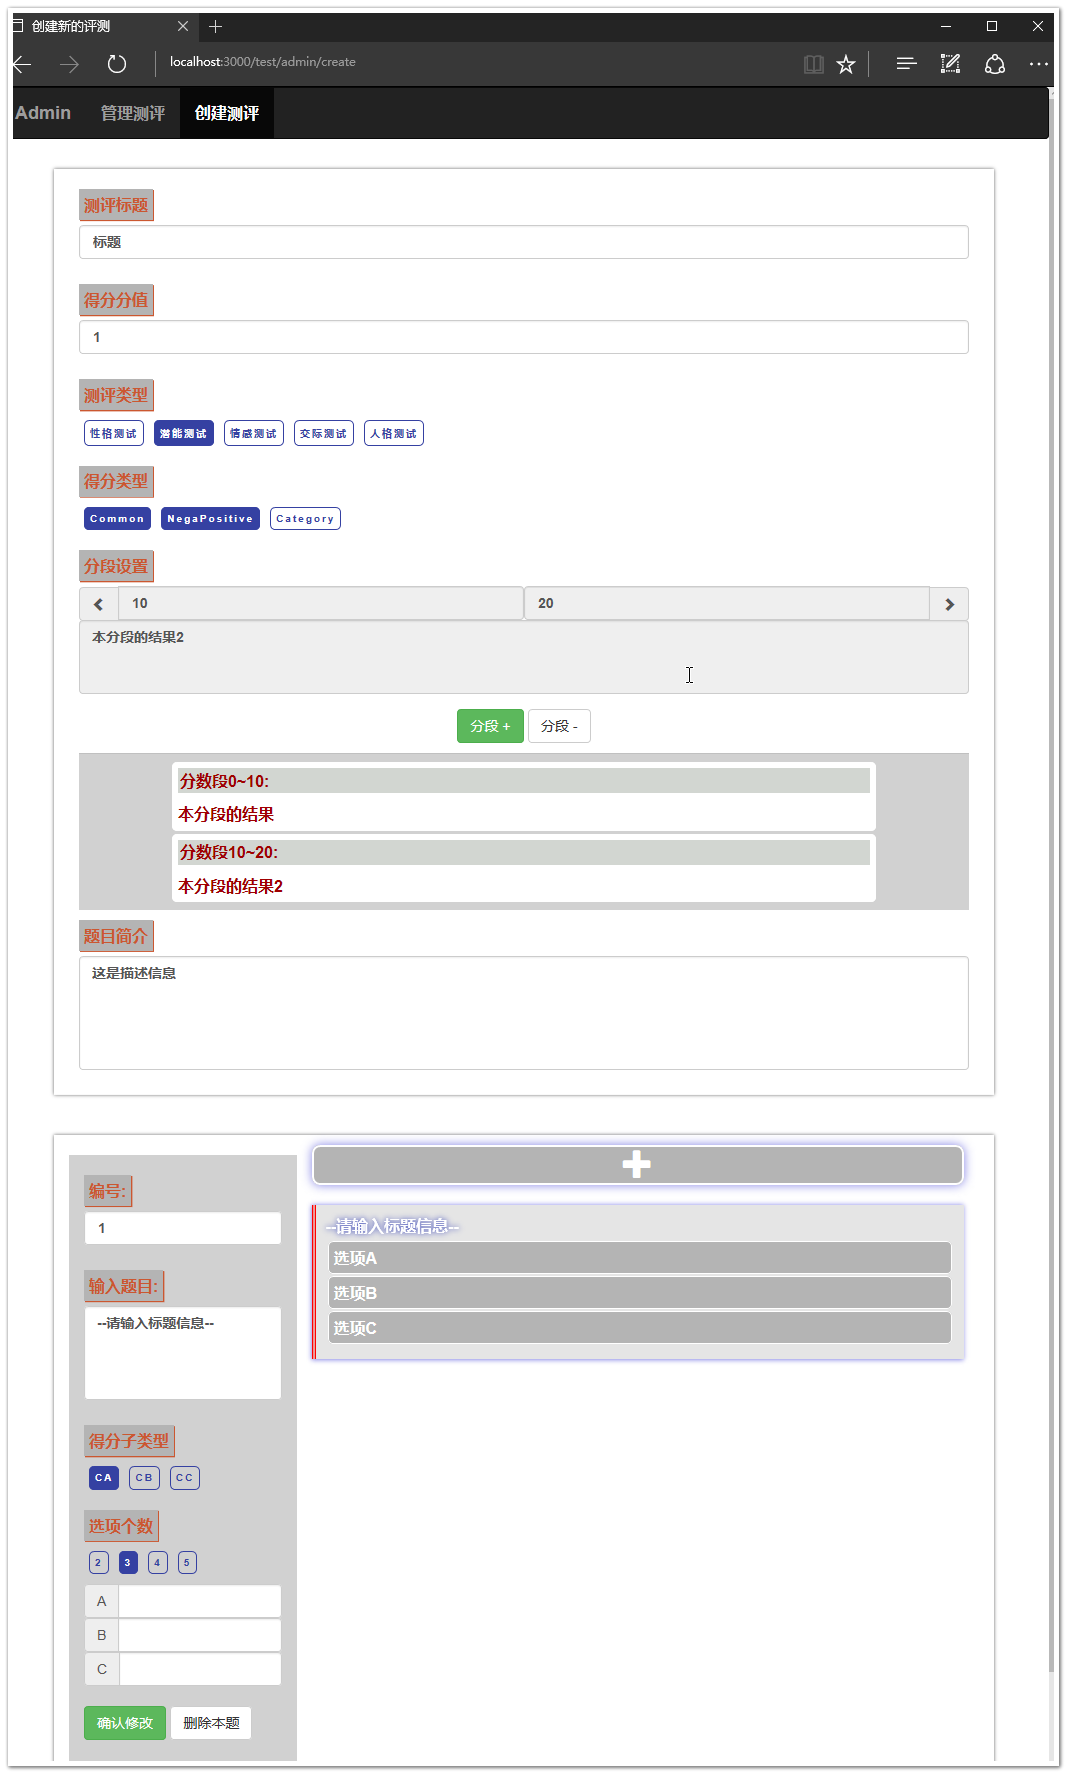 创建新的评测
localhost:3000/test/admin/create
Admin 管理测评 创建测评
测评标题
标题
得分分值
1
测评类型
性格测试 潜能测试 情感测试 交际测试 人格测试
得分类型
Common NegaPositive Category
分段设置
10 20
本分段的结果2
分段 + 分段 -
分数段0~10:
本分段的结果
分数段10~20:
本分段的结果2
题目简介
这是描述信息
编号:
1
输入题目:
--请输入标题信息--
得分子类型
CA CB CC
选项个数
2 3 4 5
A
B
C
确认修改 删除本题
--请输入标题信息--
选项A
选项B
选项C